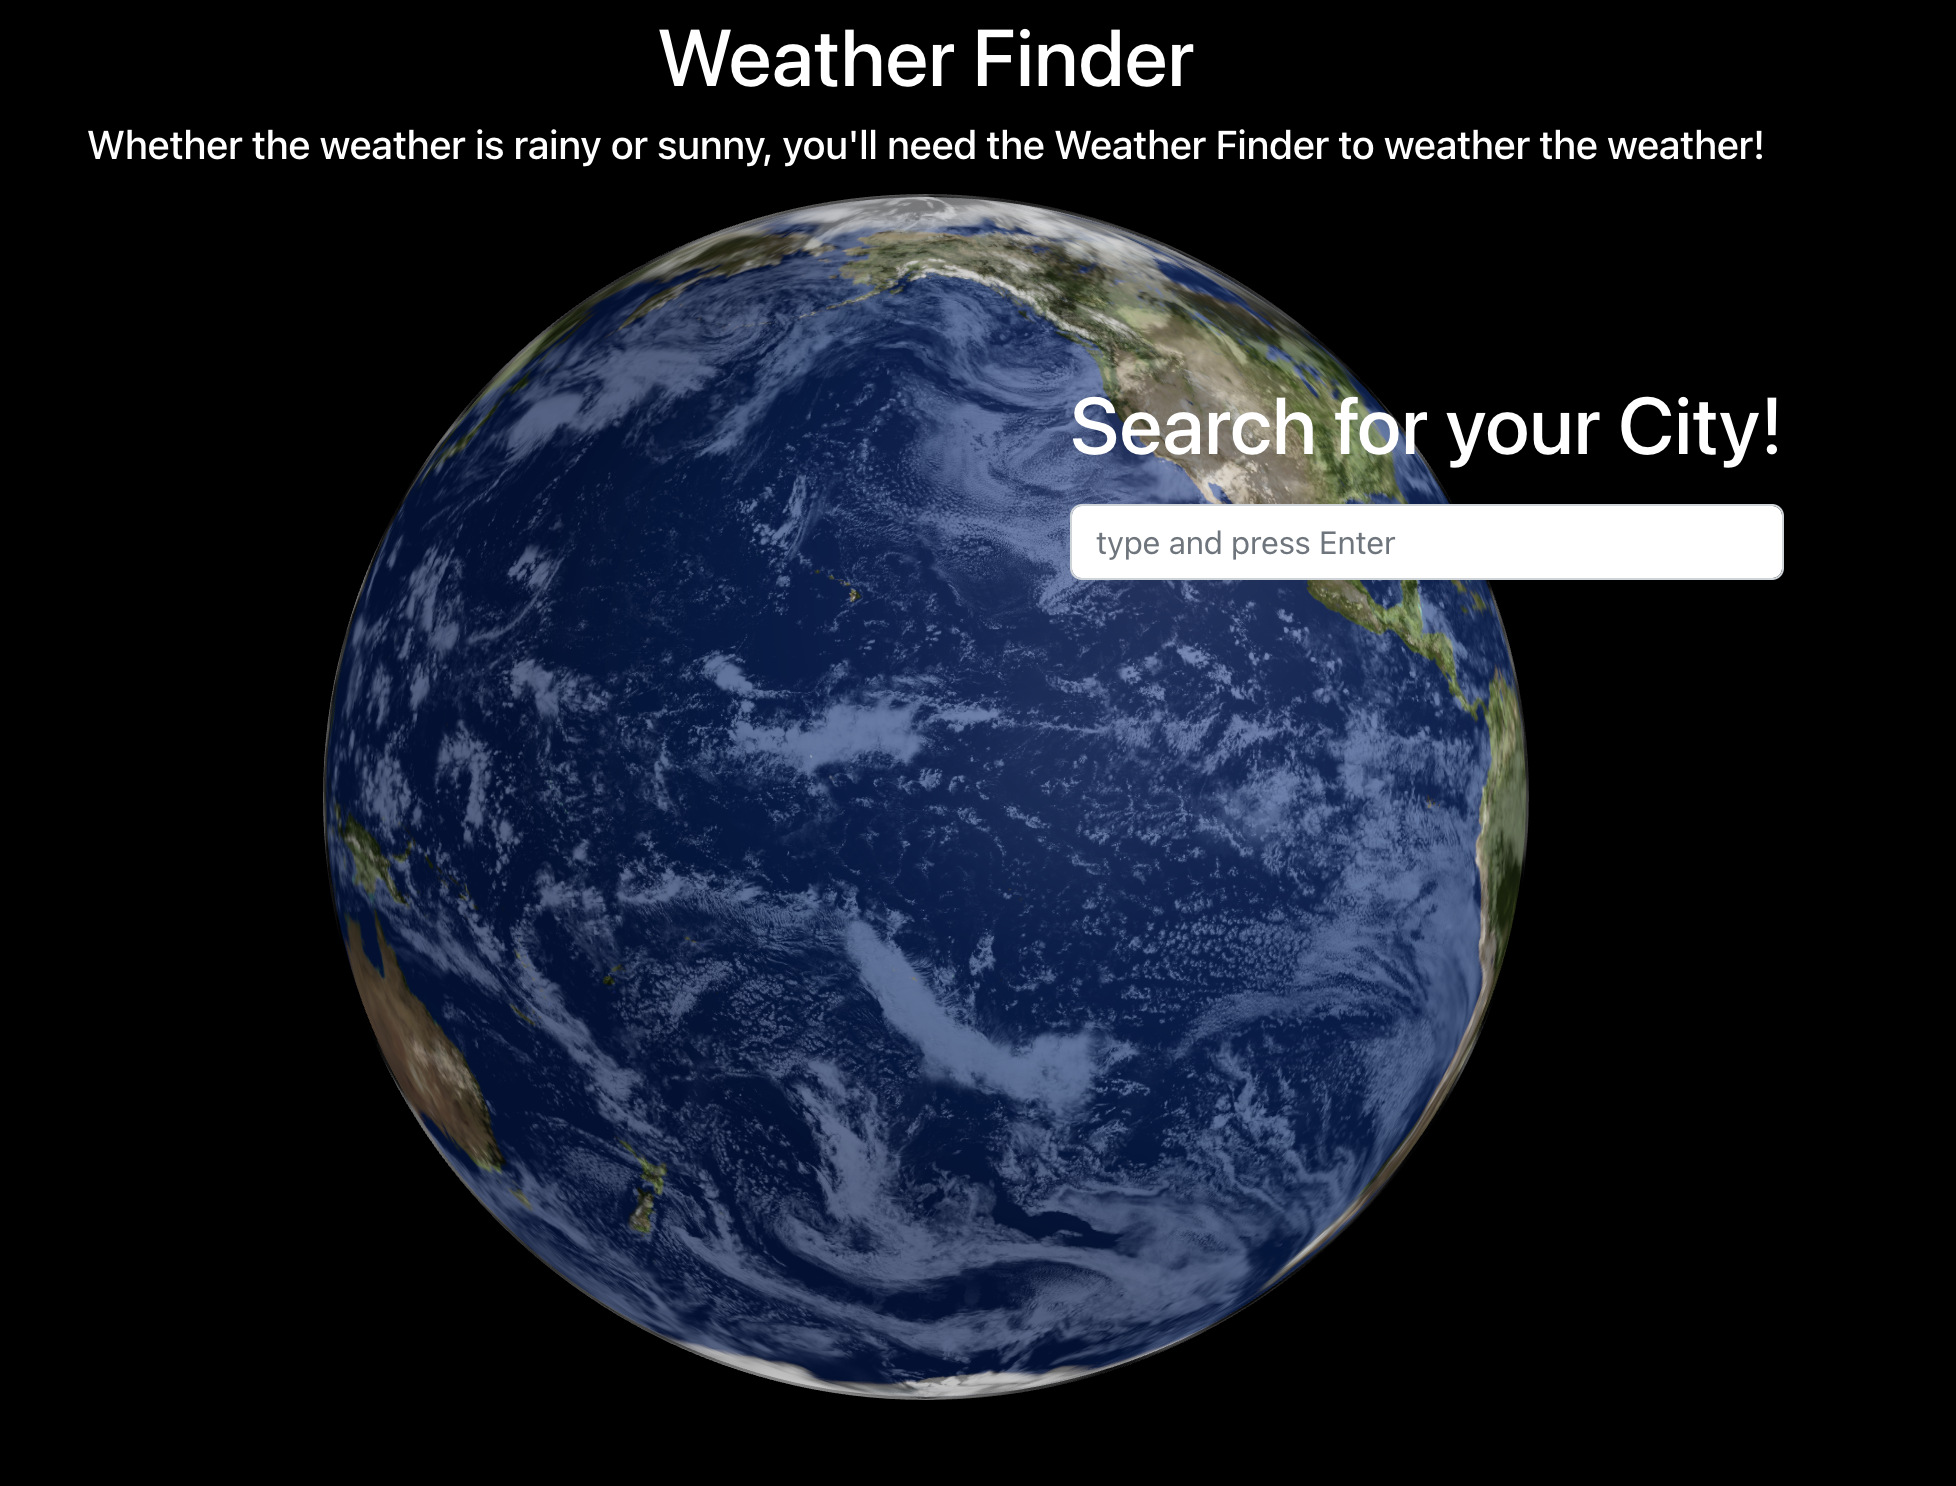 Weather Finder
Whether the weather is rainy or sunny, you'll need the Weather Finder to weather the weather!
Search for your City!
type and press Enter